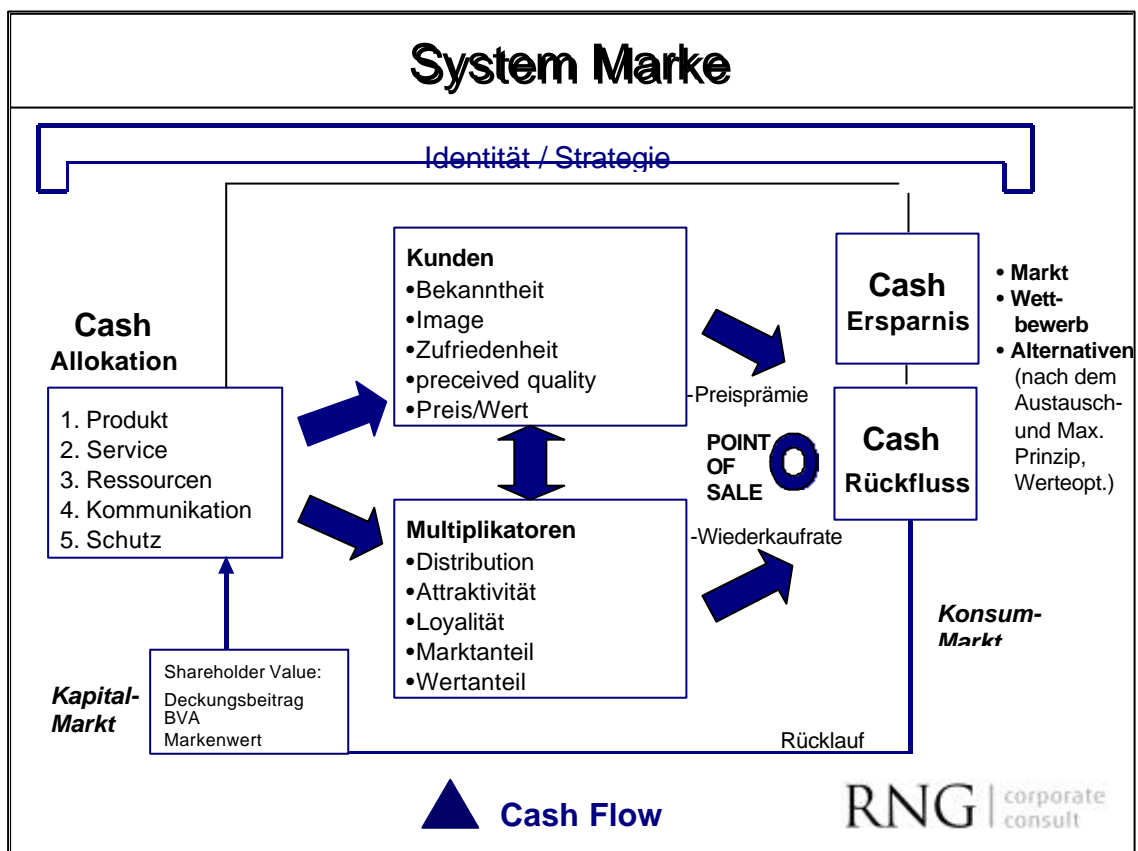 System Marke
Identität / Strategie
Cash
Allokation
1. Produkt
2. Service
3. Ressourcen
4. Kommunikation
5. Schutz
Kunden
•Bekanntheit
•Image
•Zufriedenheit
•preceived quality
•Preis/Wert
Multiplikatoren
•Distribution
•Attraktivität
•Loyalität
•Marktanteil
•Wertanteil
-Preisprämie
POINT
OF
SALE
-Wiederkaufrate
Cash
Ersparnis
Cash
Rückfluss
• Markt
• Wett-
bewerb
• Alternativen
(nach dem
Austausch-
und Max.
Prinzip,
Werteopt.)
Konsum-
Markt
Kapital-
Markt
Shareholder Value:
Deckungsbeitrag
BVA
Markenwert
Rücklauf
Cash Flow
RNG corporate
consult